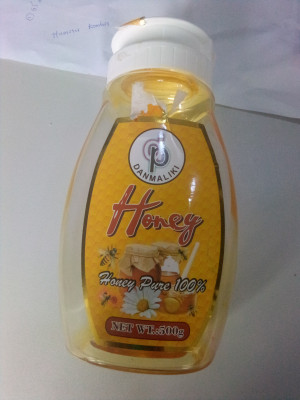 DANMALIKI
Honey
Honey Pure 100%
NET WT. 500g